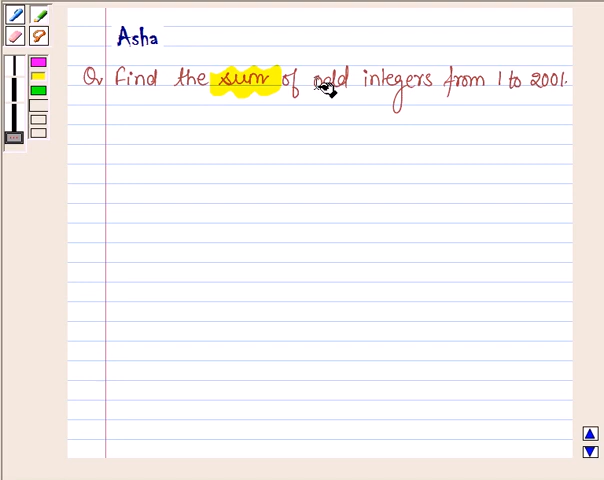 Asha
Q Find the sum of odd integers from 1 to 2001.